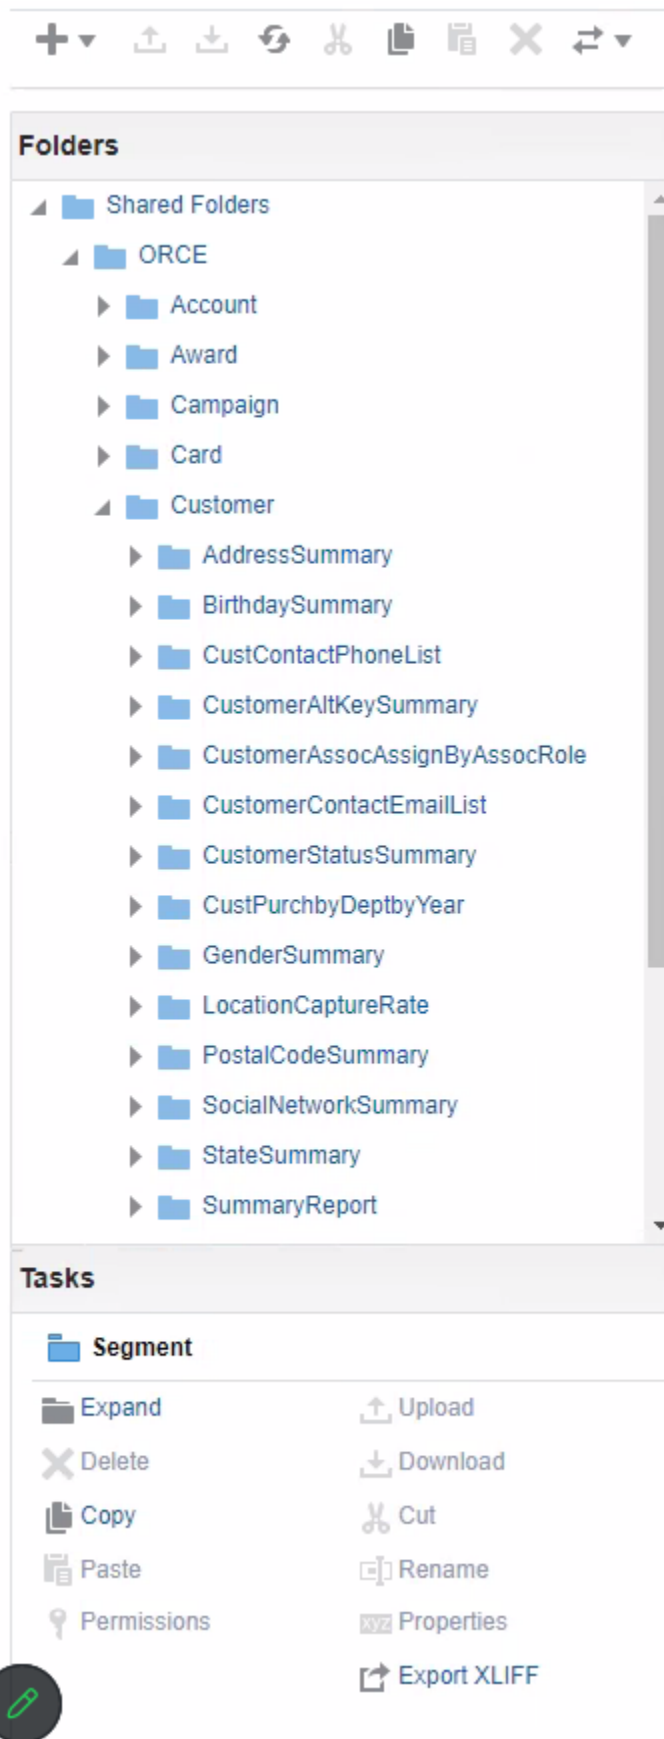 Folders
Shared Folders
ORCE
Account
Award
Campaign
Card
Customer
AddressSummary
BirthdaySummary
CustContactPhoneList
CustomerAltKeySummary
CustomerAssocAssignByAssocRole
CustomerContactEmailList
CustomerStatusSummary
CustPurchbyDeptbyYear
GenderSummary
LocationCaptureRate
PostalCodeSummary
SocialNetworkSummary
StateSummary
SummaryReport
Tasks
Segment
Expand Upload
Delete Download
Copy Cut
Paste Rename
Permissions xyz Properties
Export XLIFF